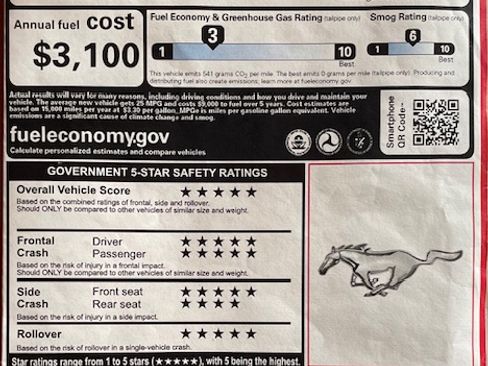 Annual fuel cost
$3,100
Fuel Economy & Greenhouse Gas Rating (tailpipe only)
3
1 10
Best
Smog Rating (tailpipe only)
6
1 10
Best
This vehicle emits 541 grams CO₂ per mile. The best emits 0 grams per mile (tailpipe only). Producing and
distributing fuel also create emissions; learn more at fueleconomy.gov.
Actual results will vary for many reasons, including driving conditions and how you drive and maintain your
vehicle. The average new vehicle gets 25 MPG and costs $9,000 to fuel over 5 years. Cost estimates are
based on 15,000 miles per year at $3.30 per gallon. MPGe is miles per gasoline gallon equivalent. Vehicle
emissions are a significant cause of climate change and smog.
fueleconomy.gov
Calculate personalized estimates and compare vehicles
Smartphone
QR Code™
GOVERNMENT 5-STAR SAFETY RATINGS
Overall Vehicle Score ★★★★★
Based on the combined ratings of frontal, side and rollover.
Should ONLY be compared to other vehicles of similar size and weight.
Frontal Driver ★★★★★
Crash Passenger ★★★★★
Based on the risk of injury in a frontal impact.
Should ONLY be compared to other vehicles of similar size and weight.
Side Front seat ★★★★★
Crash Rear seat ★★★★
Based on the risk of injury in a side impact.
Rollover ★★★★★
Based on the risk of rollover in a single-vehicle crash.
Star ratings range from 1 to 5 stars (★★★★★), with 5 being the highest.